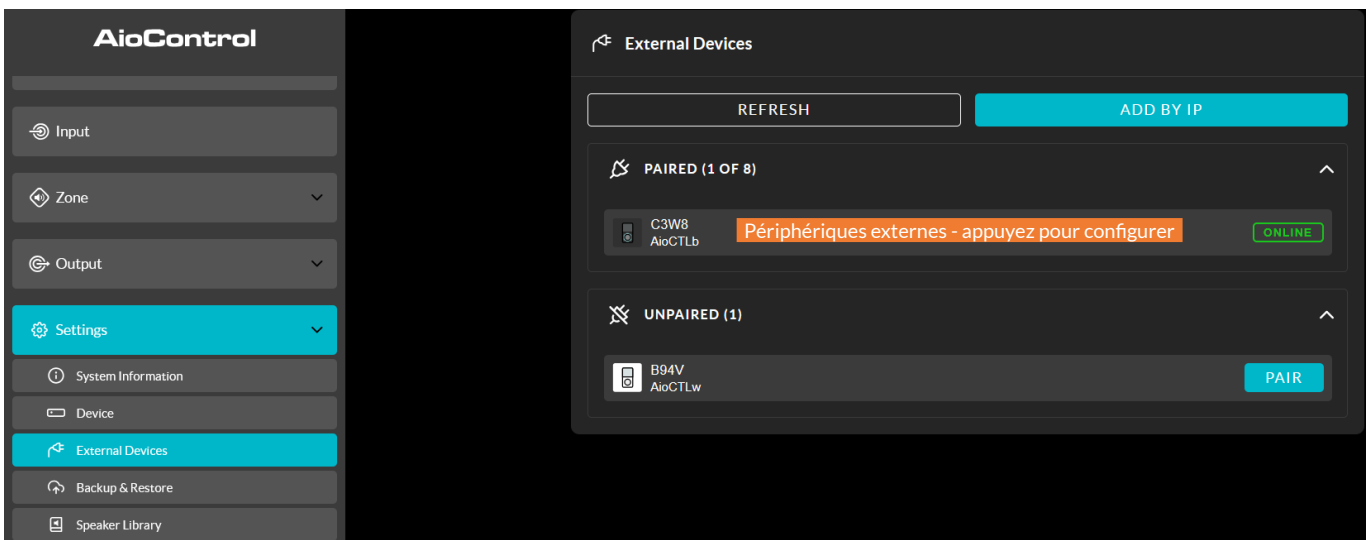 AioControl
Input
Zone
Output
Settings
System Information
Device
External Devices
Backup & Restore
Speaker Library
External Devices
REFRESH
ADD BY IP
PAIRED (1 OF 8)
C3W8
AioCTLb
Périphériques externes - appuyez pour configurer
ONLINE
UNPAIRED (1)
B94V
AioCTLw
PAIR